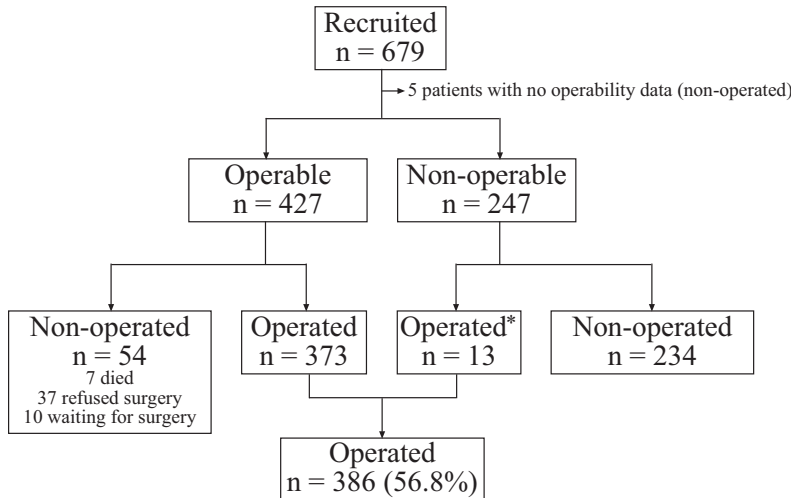 Recruited
n = 679
5 patients with no operability data (non-operated)
Operable
n = 427
Non-operable
n = 247
Non-operated
n = 54
7 died
37 refused surgery
10 waiting for surgery
Operated
n = 373
Operated*
n = 13
Non-operated
n = 234
Operated
n = 386 (56.8%)